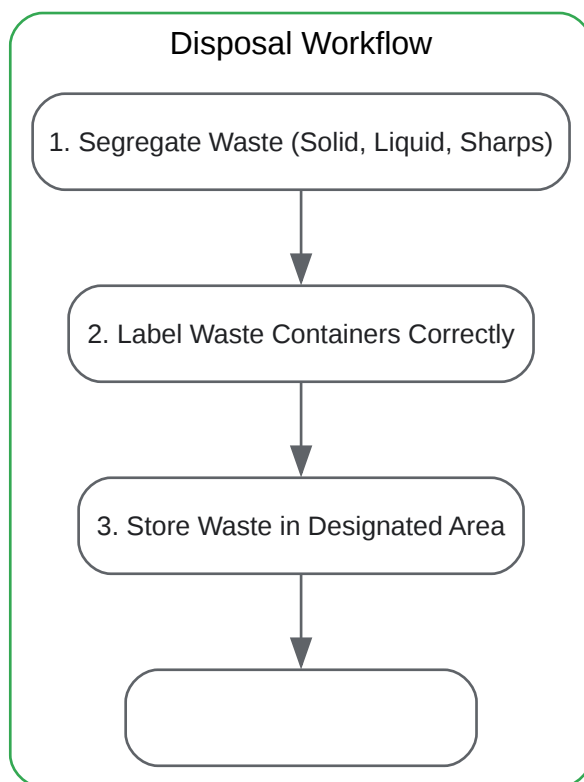 Disposal Workflow
1. Segregate Waste (Solid, Liquid, Sharps)
2. Label Waste Containers Correctly
3. Store Waste in Designated Area